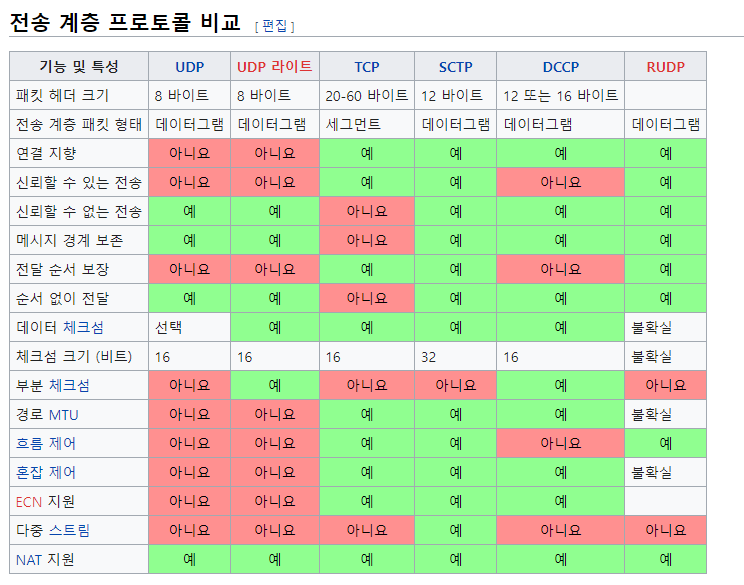 전송 계층 프로토콜 비교 [ 편집 ]
기능 및 특성 UDP UDP 라이트 TCP SCTP DCCP RUDP
패킷 헤더 크기 8 바이트 8 바이트 20-60 바이트 12 바이트 12 또는 16 바이트
전송 계층 패킷 형태 데이터그램 데이터그램 세그먼트 데이터그램 데이터그램 데이터그램
연결 지향 아니요 아니요 예 예 예 예
신뢰할 수 있는 전송 아니요 아니요 예 예 아니요 예
신뢰할 수 없는 전송 예 예 아니요 예 예 예
메시지 경계 보존 예 예 아니요 예 예 예
전달 순서 보장 아니요 아니요 예 예 아니요 예
순서 없이 전달 예 예 아니요 예 예 예
데이터 체크섬 선택 예 예 예 예 불확실
체크섬 크기 (비트) 16 16 16 32 16 불확실
부분 체크섬 아니요 예 아니요 아니요 예 아니요
경로 MTU 아니요 아니요 예 예 예 불확실
흐름 제어 아니요 아니요 예 예 아니요 예
혼잡 제어 아니요 아니요 예 예 예 불확실
ECN 지원 아니요 아니요 예 예 예
다중 스트림 아니요 아니요 아니요 예 아니요 아니요
NAT 지원 예 예 예 예 예 예